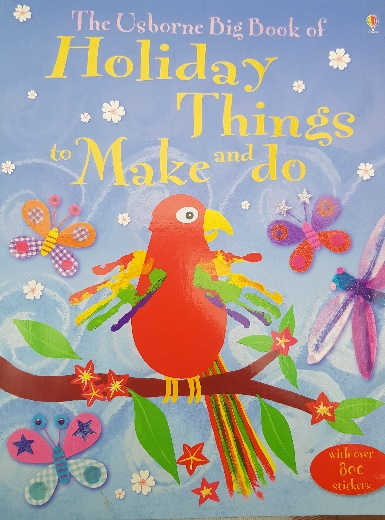 The Usborne Big Book of
Holiday
Things
to Make and do
with over
800
stickers